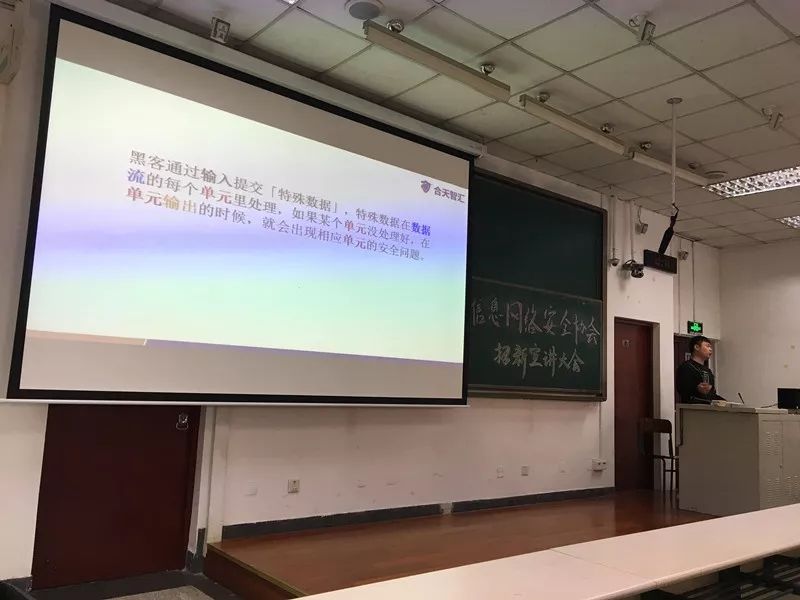 合天智汇
黑客通过输入提交「特殊数据」，特殊数据在数据
流的每个单元里处理，如果某个单元没处理好，在
单元输出的时候，就会出现相应单元的安全问题。
信息网络安全协会
招新宣讲大会